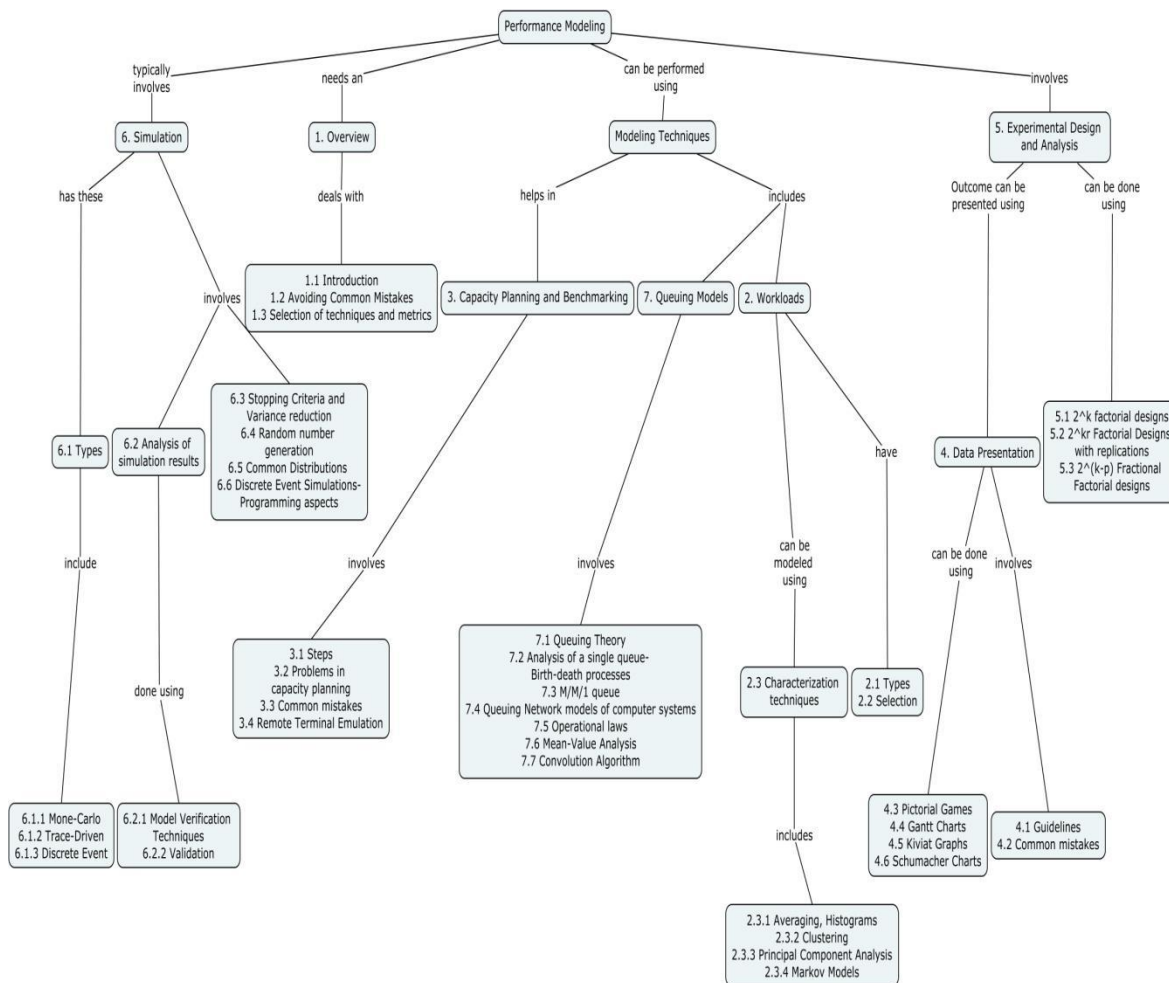 Performance Modeling
typically
involves
needs an
can be performed
using
involves
6. Simulation
1. Overview
Modeling Techniques
5. Experimental Design
and Analysis
has these
deals with
helps in
includes
Outcome can be
presented using
can be done
using
involves
1.1 Introduction
1.2 Avoiding Common Mistakes
1.3 Selection of techniques and metrics
3. Capacity Planning and Benchmarking
7. Queuing Models
2. Workloads
6.1 Types
6.2 Analysis of
simulation results
6.3 Stopping Criteria and
Variance reduction
6.4 Random number
generation
6.5 Common Distributions
6.6 Discrete Event Simulations-
Programming aspects
have
4. Data Presentation
5.1 2^k factorial designs
5.2 2^kr Factorial Designs
with replications
5.3 2^(k-p) Fractional
Factorial designs
include
involves
involves
can be
modeled
using
can be done
using
involves
done using
3.1 Steps
3.2 Problems in
capacity planning
3.3 Common mistakes
3.4 Remote Terminal Emulation
7.1 Queuing Theory
7.2 Analysis of a single queue-
Birth-death processes
7.3 M/M/1 queue
7.4 Queuing Network models of computer systems
7.5 Operational laws
7.6 Mean-Value Analysis
7.7 Convolution Algorithm
2.3 Characterization
techniques
2.1 Types
2.2 Selection
6.1.1 Mone-Carlo
6.1.2 Trace-Driven
6.1.3 Discrete Event
6.2.1 Model Verification
Techniques
6.2.2 Validation
includes
4.3 Pictorial Games
4.4 Gantt Charts
4.5 Kiviat Graphs
4.6 Schumacher Charts
4.1 Guidelines
4.2 Common mistakes
2.3.1 Averaging, Histograms
2.3.2 Clustering
2.3.3 Principal Component Analysis
2.3.4 Markov Models